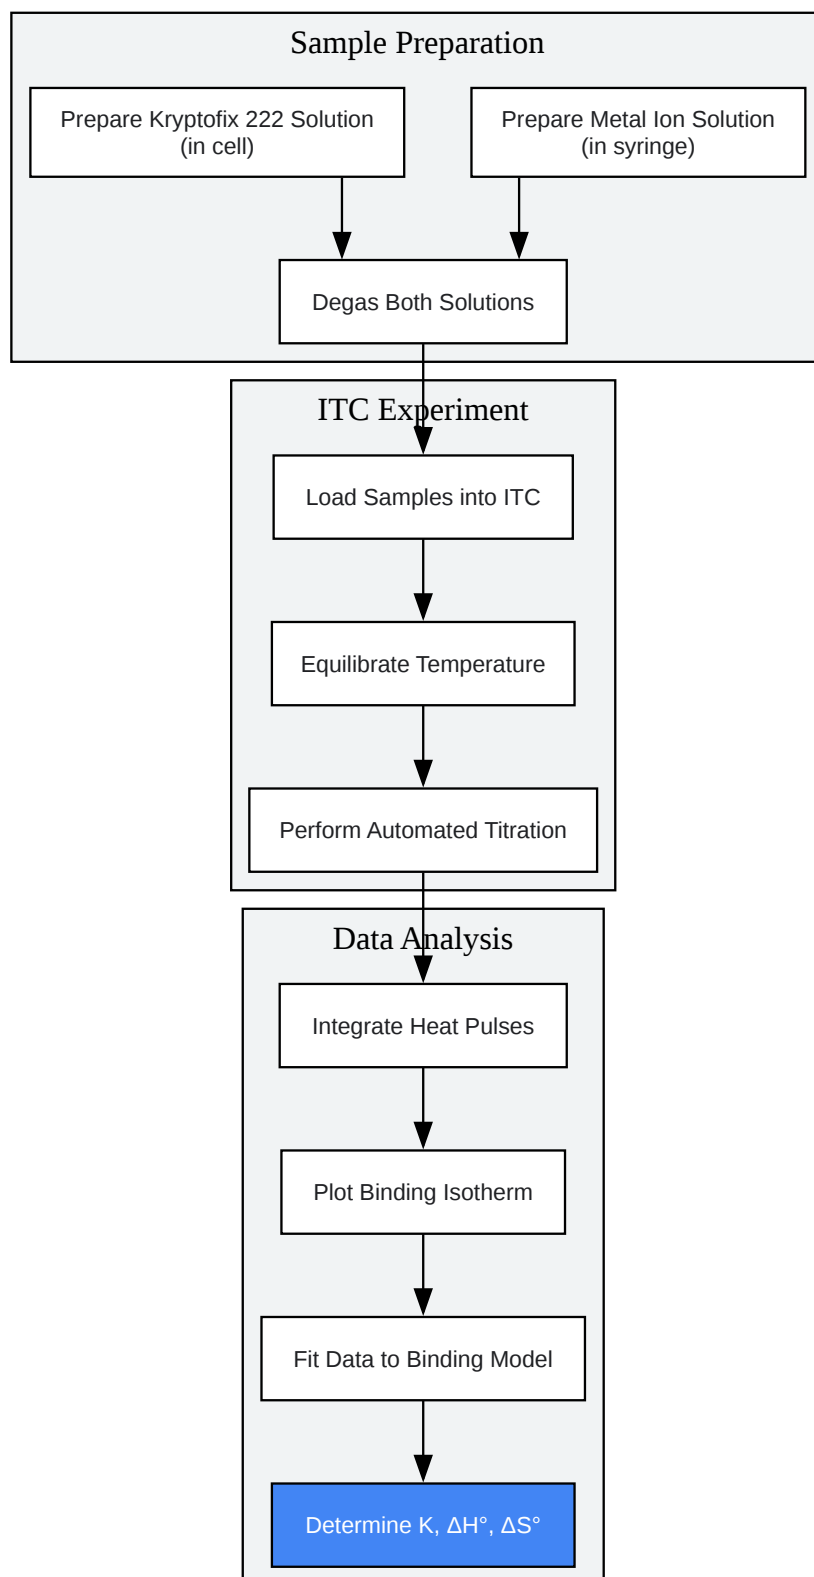 Sample Preparation
Prepare Kryptofix 222 Solution
(in cell)
Prepare Metal Ion Solution
(in syringe)
Degas Both Solutions
ITC Experiment
Load Samples into ITC
Equilibrate Temperature
Perform Automated Titration
Data Analysis
Integrate Heat Pulses
Plot Binding Isotherm
Fit Data to Binding Model
Determine K, ΔH°, ΔS°